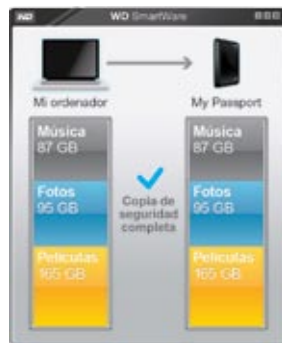 WD
WD SmartWare
Mi ordenador
My Passport
Música
87 GB
Fotos
95 GB
Películas
165 GB
Copia de
seguridad
completa
Música
87 GB
Fotos
95 GB
Películas
165 GB